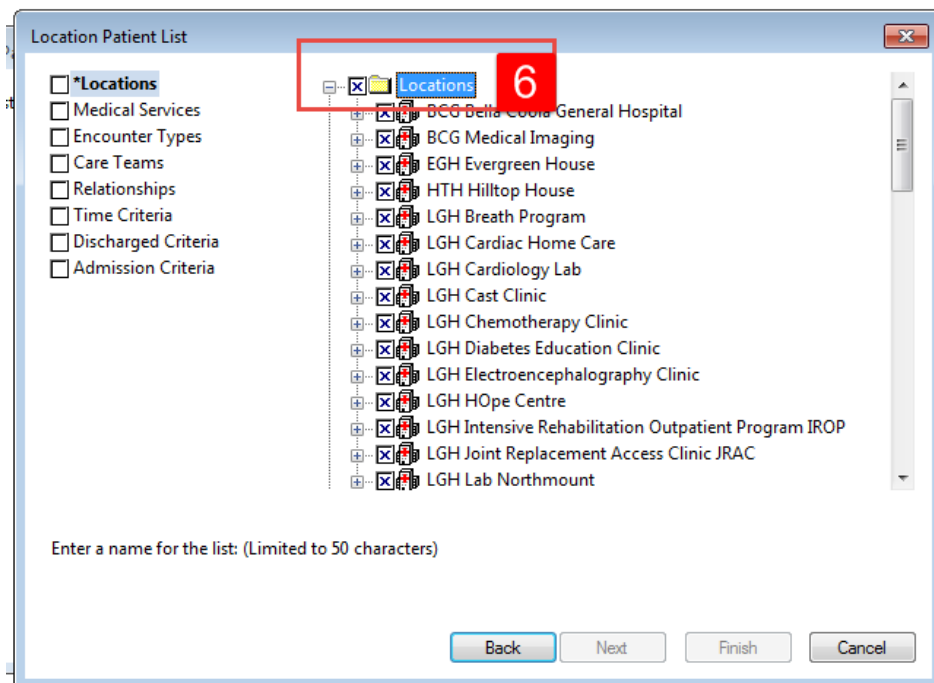 Location Patient List
*Locations
Medical Services
Encounter Types
Care Teams
Relationships
Time Criteria
Discharged Criteria
Admission Criteria
Locations
6
BCG Bella Coola General Hospital
BCG Medical Imaging
EGH Evergreen House
HTH Hilltop House
LGH Breath Program
LGH Cardiac Home Care
LGH Cardiology Lab
LGH Cast Clinic
LGH Chemotherapy Clinic
LGH Diabetes Education Clinic
LGH Electroencephalography Clinic
LGH HOpe Centre
LGH Intensive Rehabilitation Outpatient Program IROP
LGH Joint Replacement Access Clinic JRAC
LGH Lab Northmount
Enter a name for the list: (Limited to 50 characters)
Back Next Finish Cancel